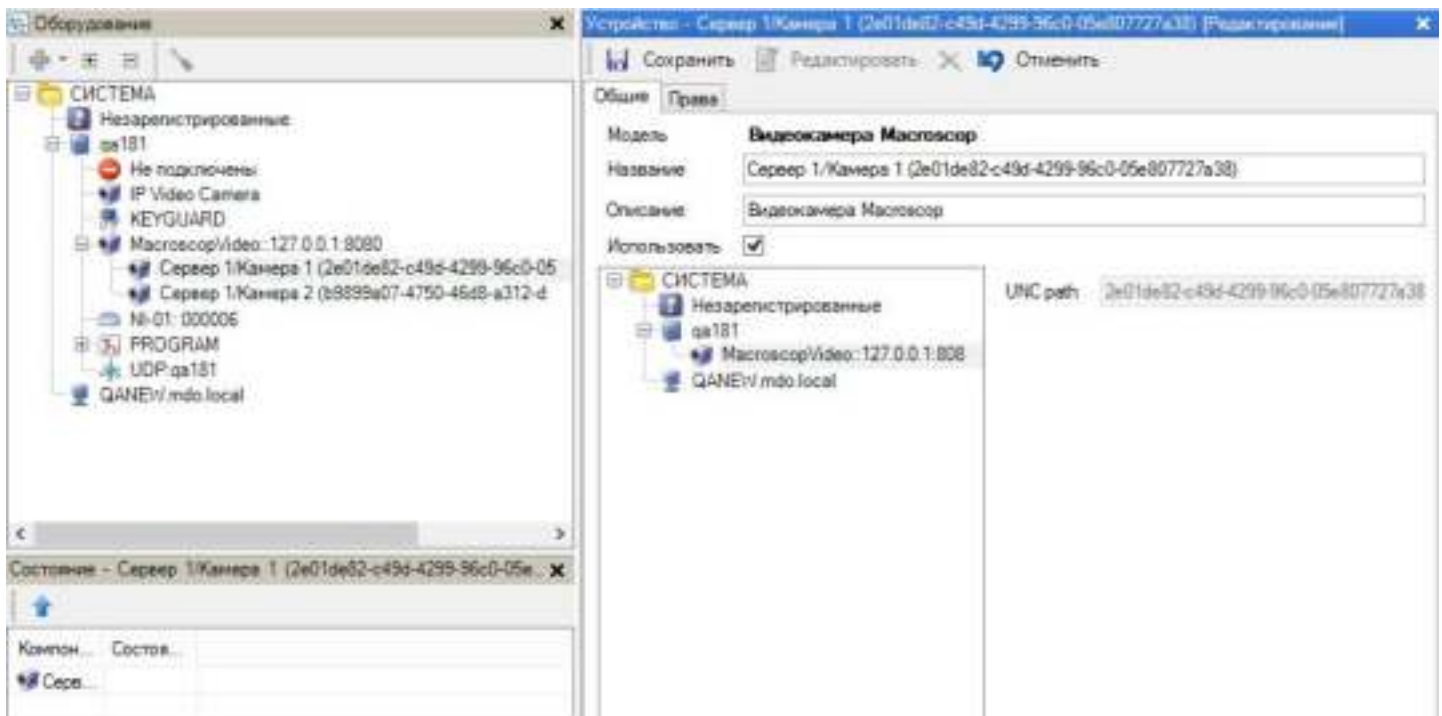 Оборудование
СИСТЕМА
Незарегистрированные
qa181
Не подключены
IP Video Camera
KEYGUARD
MacroscopVideo::127.0.0.1:8080
Сервер 1/Камера 1 (2e01de82-c49d-4299-96c0-05
Сервер 1/Камера 2 (b9899a07-4750-46d8-a312-d
NI-01: 000006
PROGRAM
UDP:qa181
QANEW.mdo.local
Состояние - Сервер 1/Камера 1 (2e01de82-c49d-4299-96c0-05e...
Компон... Состоя...
Серв...
Устройство - Сервер 1/Камера 1 (2e01de82-c49d-4299-96c0-05e807727a38) [Редактирование]
Сохранить Редактировать Отменить
Общие Права
Модель Видеокамера Macroscop
Название Сервер 1/Камера 1 (2e01de82-c49d-4299-96c0-05e807727a38)
Описание Видеокамера Macroscop
Использовать
СИСТЕМА
Незарегистрированные
qa181
MacroscopVideo::127.0.0.1:808
QANEW.mdo.local
UNC path 2e01de82-c49d-4299-96c0-05e807727a38